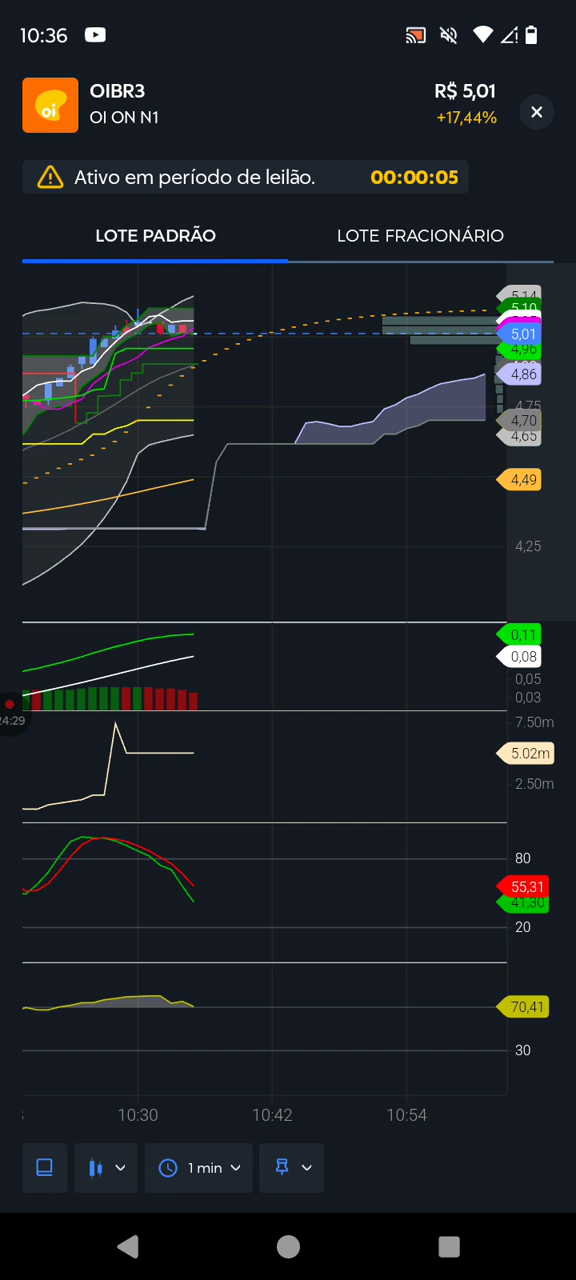 10:36
oi
OIBR3
R$ 5,01
OI ON N1
+17,44%
Ativo em período de leilão.
00:00:05
LOTE PADRÃO
LOTE FRACIONÁRIO
5,14
5,10
5,01
4,96
4,86
4,75
4,70
4,65
4,49
4,25
0,11
0,08
0,05
0,03
24:29
7.50m
5.02m
2.50m
80
55,31
41,30
20
70,41
30
10:30
10:42
10:54
1 min